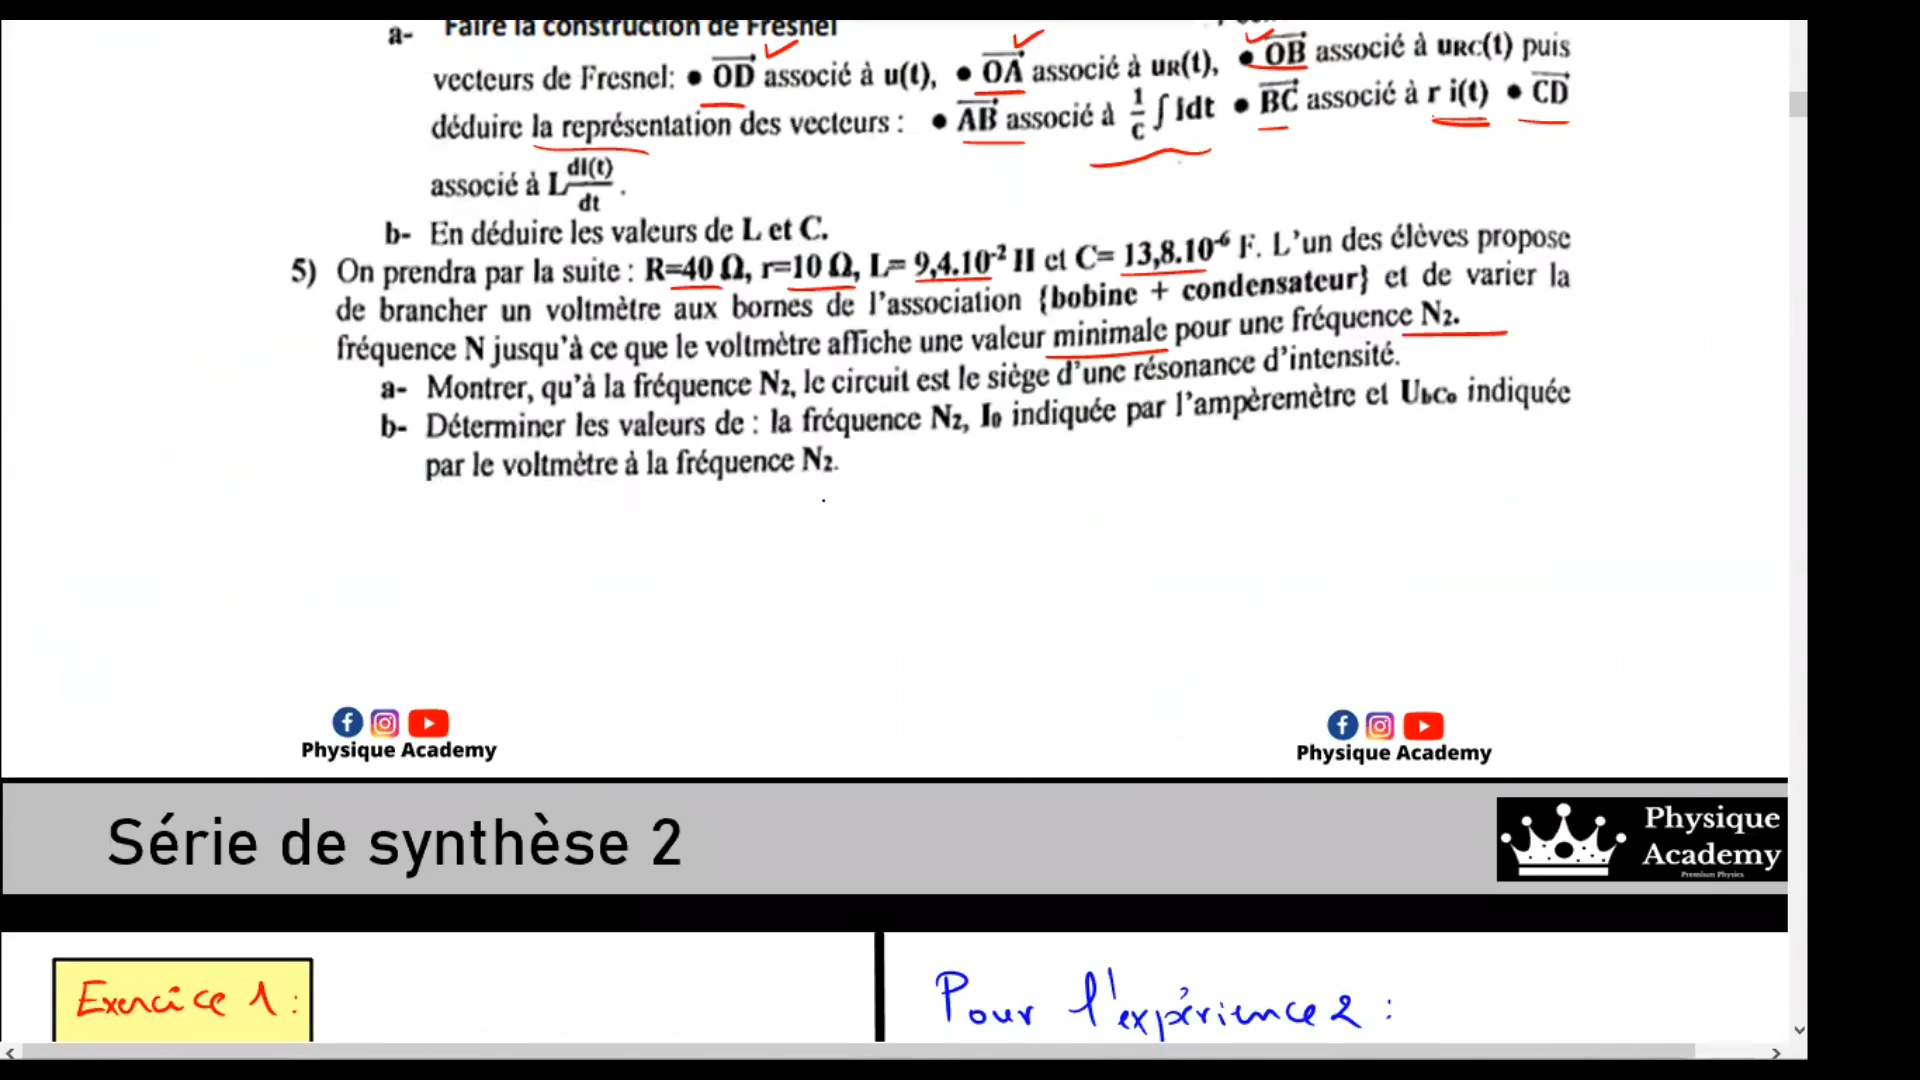 a- Faire la construction de Fresnel
vecteurs de Fresnel: • OD associé à u(t), • OA associé à uR(t), • OB associé à uRC(t) puis
déduire la représentation des vecteurs : • AB associé à 1/c ∫ idt • BC associé à r i(t) • CD
associé à L di(t)/dt .
b- En déduire les valeurs de L et C.
5) On prendra par la suite : R=40 Ω, r=10 Ω, L= 9,4.10⁻² H et C= 13,8.10⁻⁶ F. L'un des élèves propose
de brancher un voltmètre aux bornes de l'association {bobine + condensateur} et de varier la
fréquence N jusqu'à ce que le voltmètre affiche une valeur minimale pour une fréquence N₂.
a- Montrer, qu'à la fréquence N₂, le circuit est le siège d'une résonance d'intensité.
b- Déterminer les valeurs de : la fréquence N₂, I₀ indiquée par l'ampèremètre et UbC₀ indiquée
par le voltmètre à la fréquence N₂.
Physique Academy
Physique Academy
Série de synthèse 2
Physique
Academy
Premium Physics
Exercice 1 :
Pour l'expérience 2 :